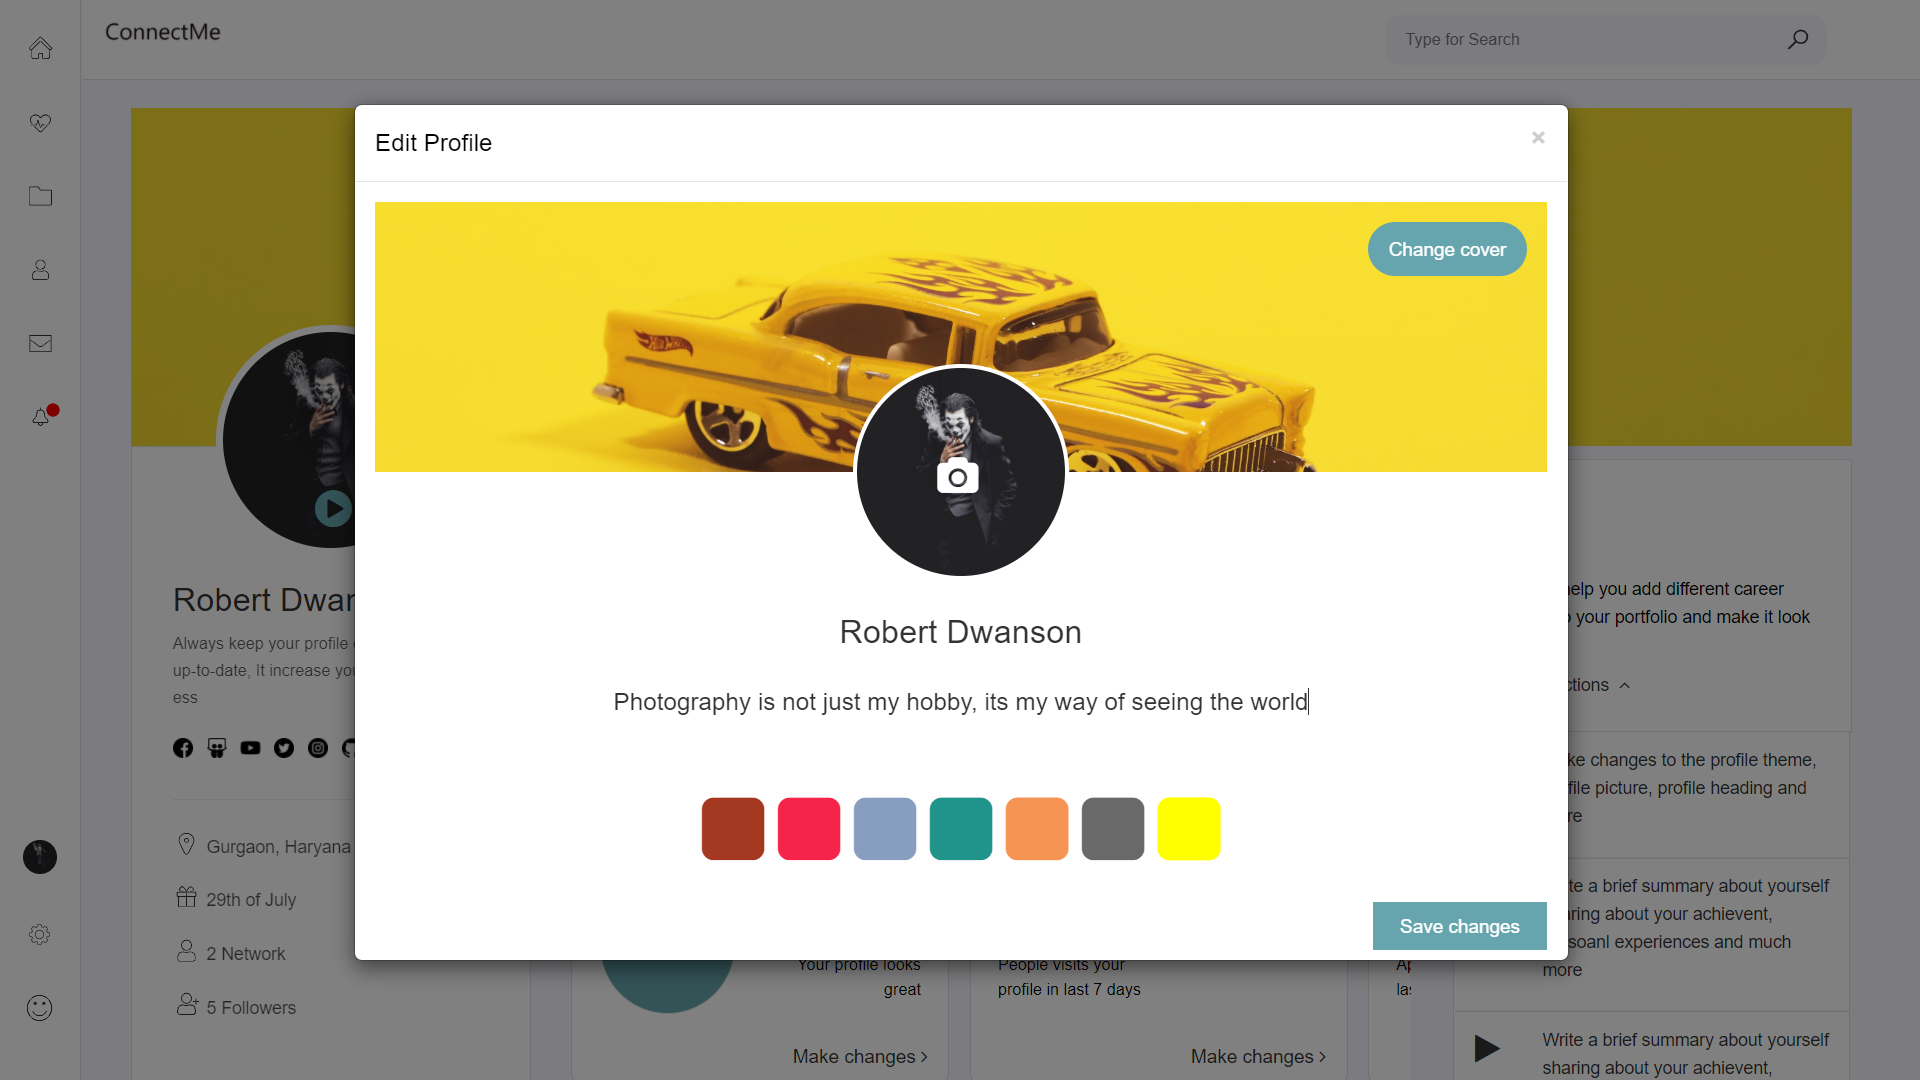 ConnectMe
Type for Search
Edit Profile
×
Change cover
Robert Dwanson
Photography is not just my hobby, its my way of seeing the world
Save changes
Robert Dwan
Always keep your profile
up-to-date, It increase you
ess
Gurgaon, Haryana
29th of July
2 Network
5 Followers
Your profile looks
great
Make changes >
People visits your
profile in last 7 days
Make changes >
help you add different career
your portfolio and make it look
ctions
ke changes to the profile theme,
file picture, profile heading and
re
te a brief summary about yourself
ring about your achievent,
soanl experiences and much
more
Write a brief summary about yourself
sharing about your achievent,